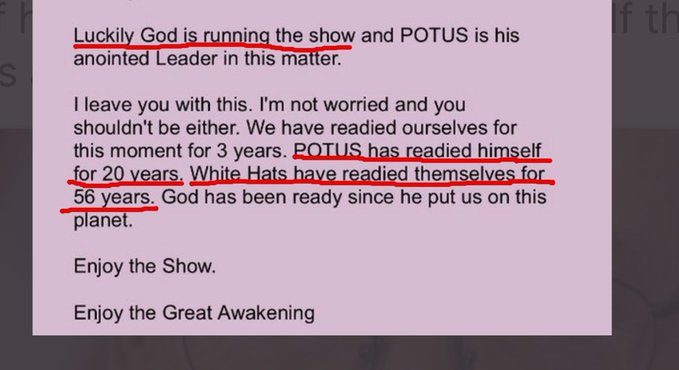 Luckily God is running the show and POTUS is his
anointed Leader in this matter.
I leave you with this. I'm not worried and you
shouldn't be either. We have readied ourselves for
this moment for 3 years. POTUS has readied himself
for 20 years. White Hats have readied themselves for
56 years. God has been ready since he put us on this
planet.
Enjoy the Show.
Enjoy the Great Awakening